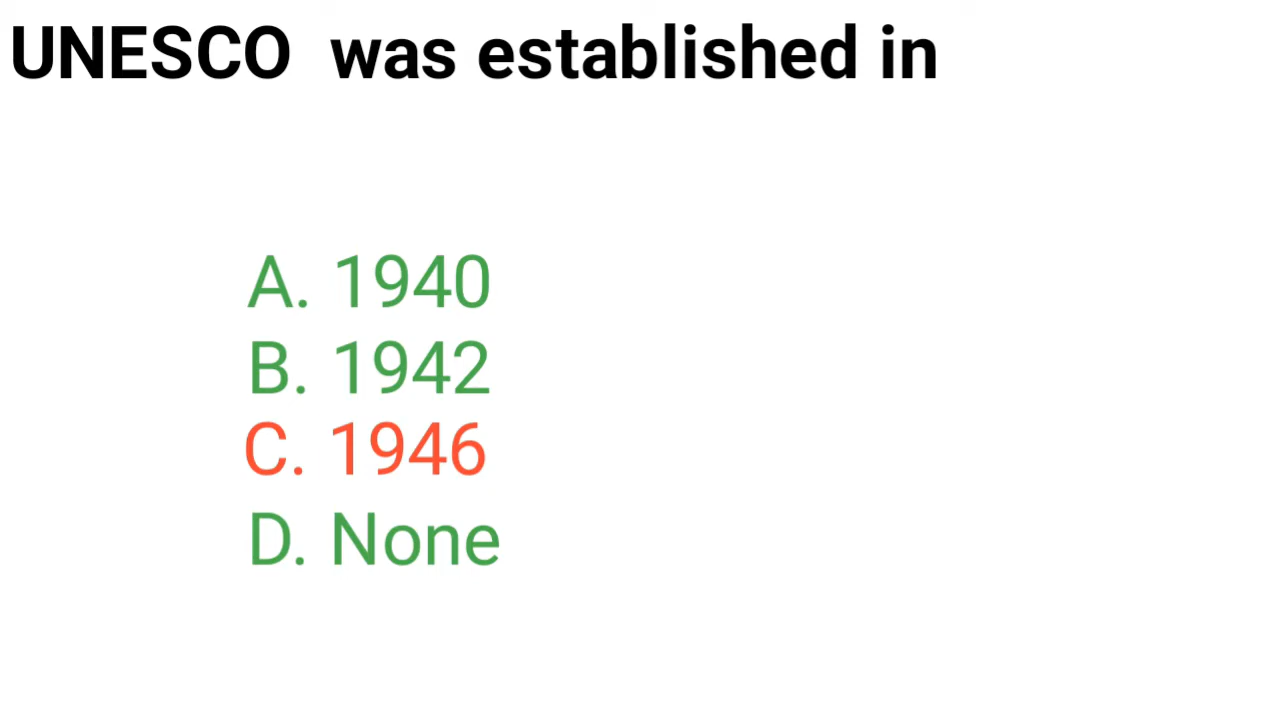 UNESCO was established in
A. 1940
B. 1942
C. 1946
D. None